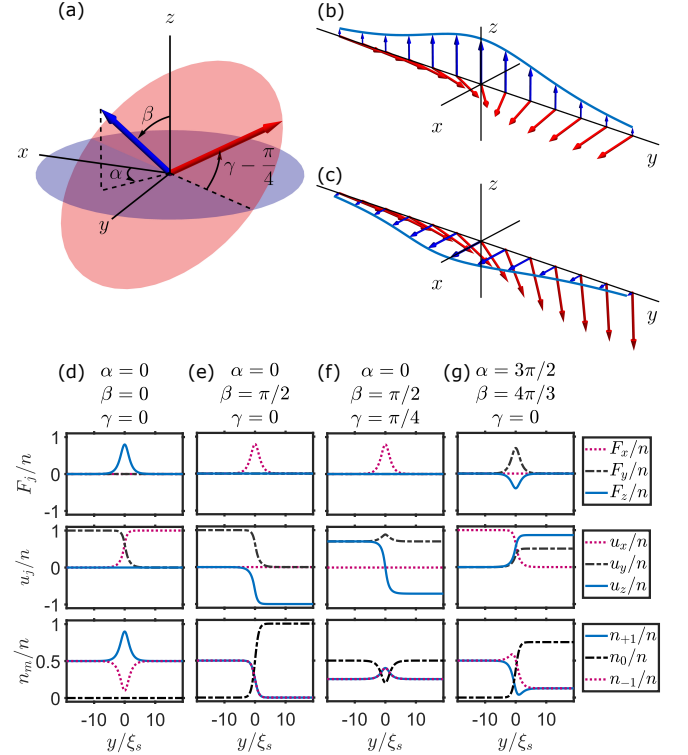 (a)
z
β
x
α
γ − π/4
y
(b)
z
x
y
(c)
z
x
y
(d) α = 0
β = 0
γ = 0
(e) α = 0
β = π/2
γ = 0
(f) α = 0
β = π/2
γ = π/4
(g) α = 3π/2
β = 4π/3
γ = 0
F_j/n
1
0
-1
F_x/n
F_y/n
F_z/n
u_j/n
1
0
-1
u_x/n
u_y/n
u_z/n
n_m/n
1
0.5
0
n_{+1}/n
n_0/n
n_{−1}/n
-10 0 10
-10 0 10
-10 0 10
-10 0 10
y/ξ_s
y/ξ_s
y/ξ_s
y/ξ_s